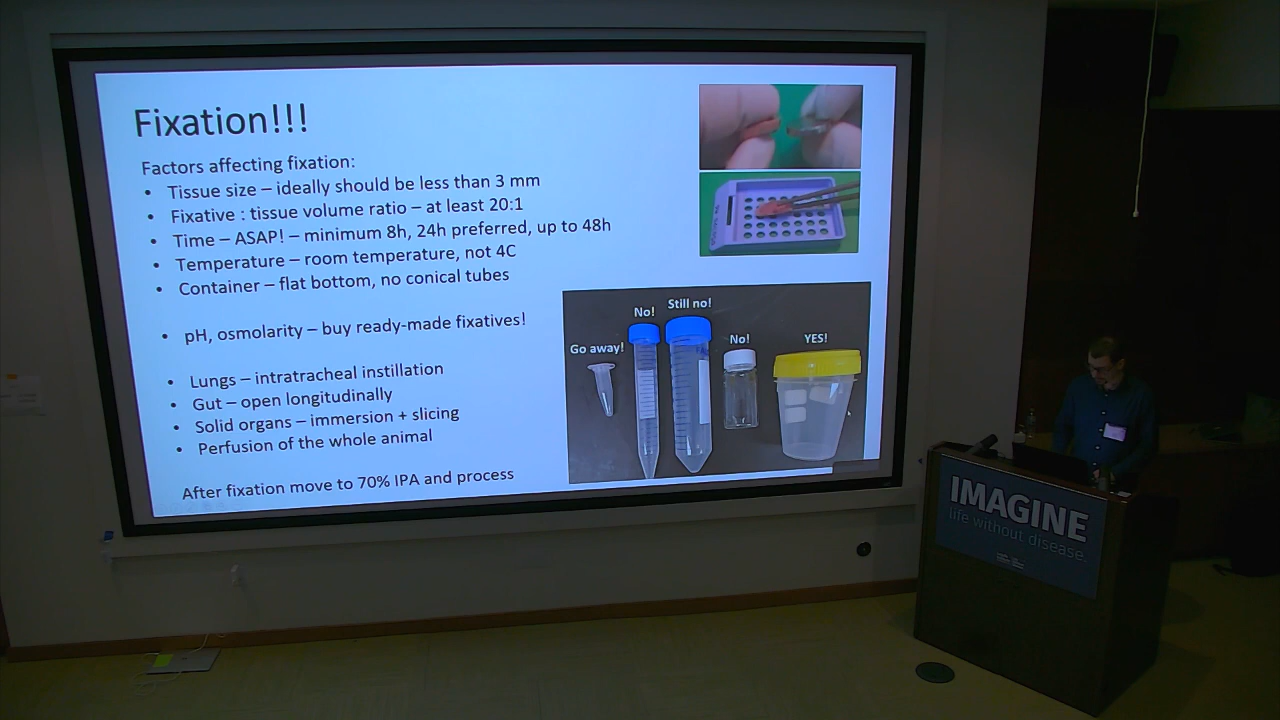 Fixation!!!
Factors affecting fixation:
• Tissue size – ideally should be less than 3 mm
• Fixative : tissue volume ratio – at least 20:1
• Time – ASAP! – minimum 8h, 24h preferred, up to 48h
• Temperature – room temperature, not 4C
• Container – flat bottom, no conical tubes
• pH, osmolarity – buy ready-made fixatives!
• Lungs – intratracheal instillation
• Gut – open longitudinally
• Solid organs – immersion + slicing
• Perfusion of the whole animal
After fixation move to 70% IPA and process
Go away!
No!
Still no!
No!
YES!
IMAGINE
life without disease.